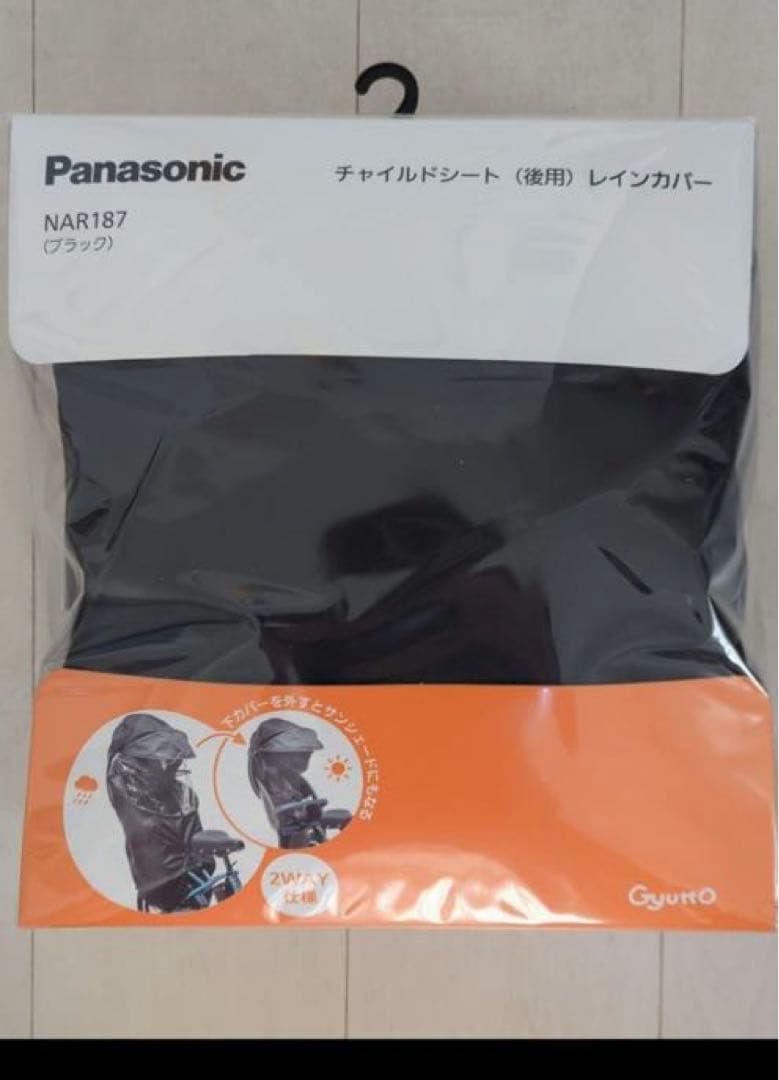 Panasonic
チャイルドシート（後用）レインカバー
NAR187
(ブラック)
下カバーを外すとサンシェードにもなる
2WAY
仕様
Gyutto